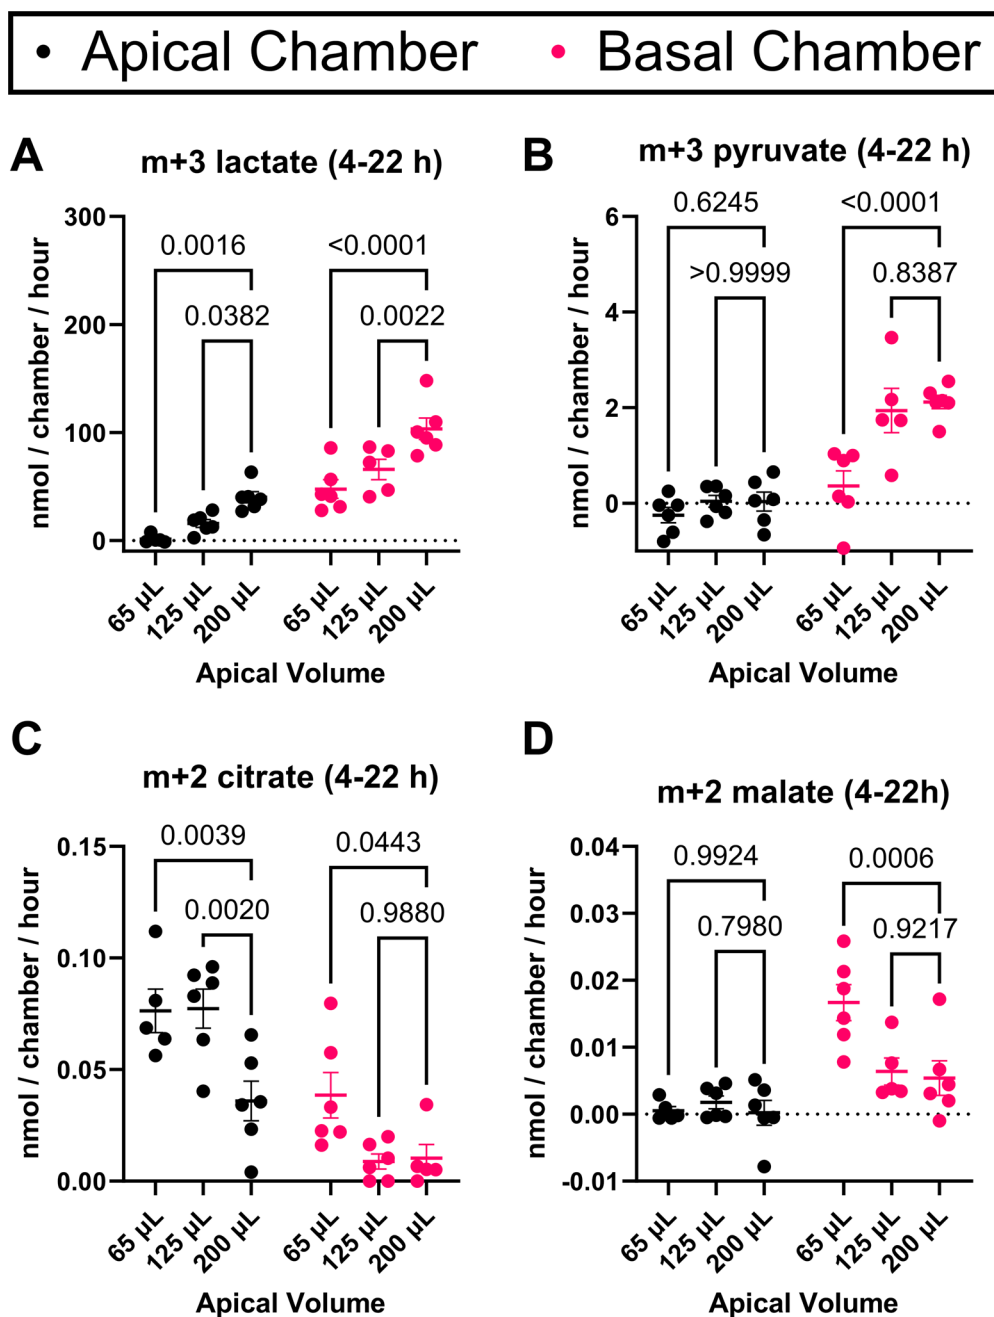 Apical Chamber Basal Chamber
A
m+3 lactate (4-22 h)
nmol / chamber / hour
300
200
100
0
0.0016
<0.0001
0.0382
0.0022
65 µL
125 µL
200 µL
65 µL
125 µL
200 µL
Apical Volume
B
m+3 pyruvate (4-22 h)
nmol / chamber / hour
6
4
2
0
0.6245
<0.0001
>0.9999
0.8387
65 µL
125 µL
200 µL
65 µL
125 µL
200 µL
Apical Volume
C
m+2 citrate (4-22 h)
nmol / chamber / hour
0.15
0.10
0.05
0.00
0.0039
0.0443
0.0020
0.9880
65 µL
125 µL
200 µL
65 µL
125 µL
200 µL
Apical Volume
D
m+2 malate (4-22h)
nmol / chamber / hour
0.04
0.03
0.02
0.01
0.00
-0.01
0.9924
0.0006
0.7980
0.9217
65 µL
125 µL
200 µL
65 µL
125 µL
200 µL
Apical Volume